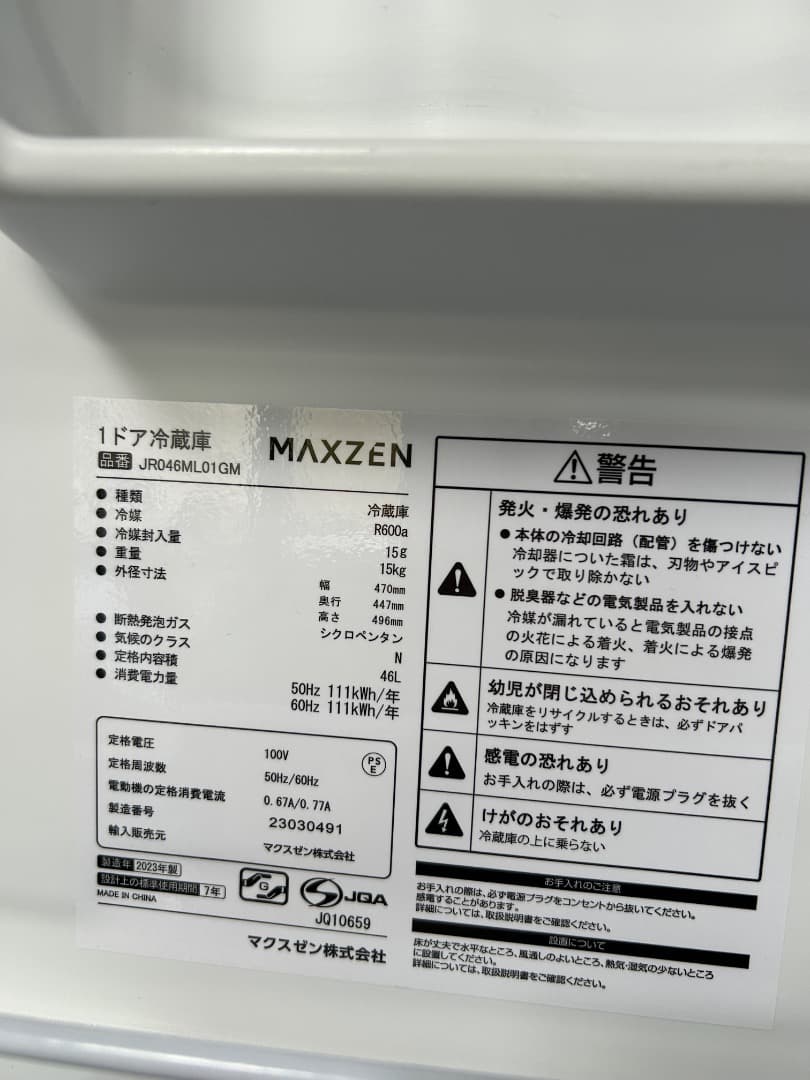 1ドア冷蔵庫
品番 JR046ML01GM
MAXZEN
● 種類 冷蔵庫
● 冷媒 R600a
● 冷媒封入量 15g
● 重量 15kg
● 外径寸法 幅 470mm
奥行 447mm
高さ 496mm
● 断熱発泡ガス シクロペンタン
● 気候のクラス N
● 定格内容積 46L
● 消費電力量 50Hz 111kWh/年
60Hz 111kWh/年
定格電圧 100V
PS
E
定格周波数 50Hz/60Hz
電動機の定格消費電流 0.67A/0.77A
製造番号 23030491
輸入販売元 マクスゼン株式会社
製造年 2023年製
設計上の標準使用期間 7年
MADE IN CHINA
G
S JQA
JQ10659
マクスゼン株式会社
警告
発火・爆発の恐れあり
● 本体の冷却回路（配管）を傷つけない
冷却器についた霜は、刃物やアイスピ
ックで取り除かない
● 脱臭器などの電気製品を入れない
冷媒が漏れていると電気製品の接点
の火花による着火、着火による爆発
の原因になります
幼児が閉じ込められるおそれあり
冷蔵庫をリサイクルするときは、必ずドアパ
ッキンをはずす
感電の恐れあり
お手入れの際は、必ず電源プラグを抜く
けがのおそれあり
冷蔵庫の上に乗らない
お手入れのご注意
お手入れの際は、必ず電源プラグをコンセントから抜いてください。
感電することがあります。
詳細については、取扱説明書をご確認ください。
設置について
床が丈夫で水平なところ、風通しのよいところ、熱気・湿気の少ないところ
に設置してください。
詳細については、取扱説明書をご確認ください。